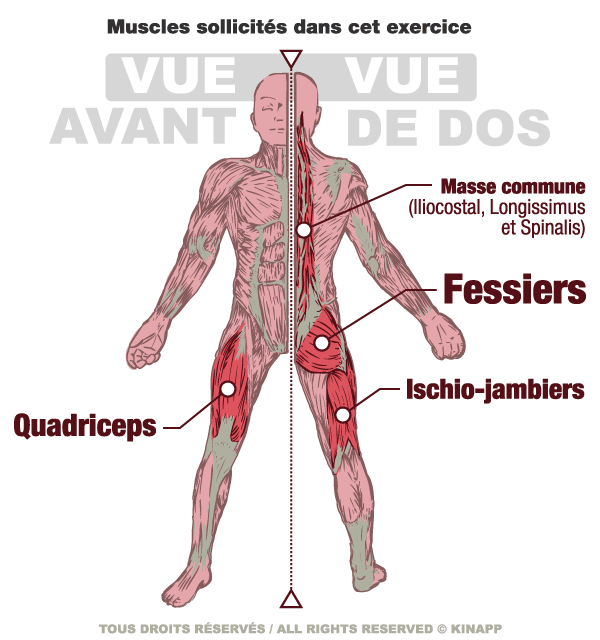 Muscles sollicités dans cet exercice
VUE AVANT
VUE DE DOS
Masse commune
(Iliocostal, Longissimus
et Spinalis)
Fessiers
Ischio-jambiers
Quadriceps
TOUS DROITS RÉSERVÉS / ALL RIGHTS RESERVED © KINAPP